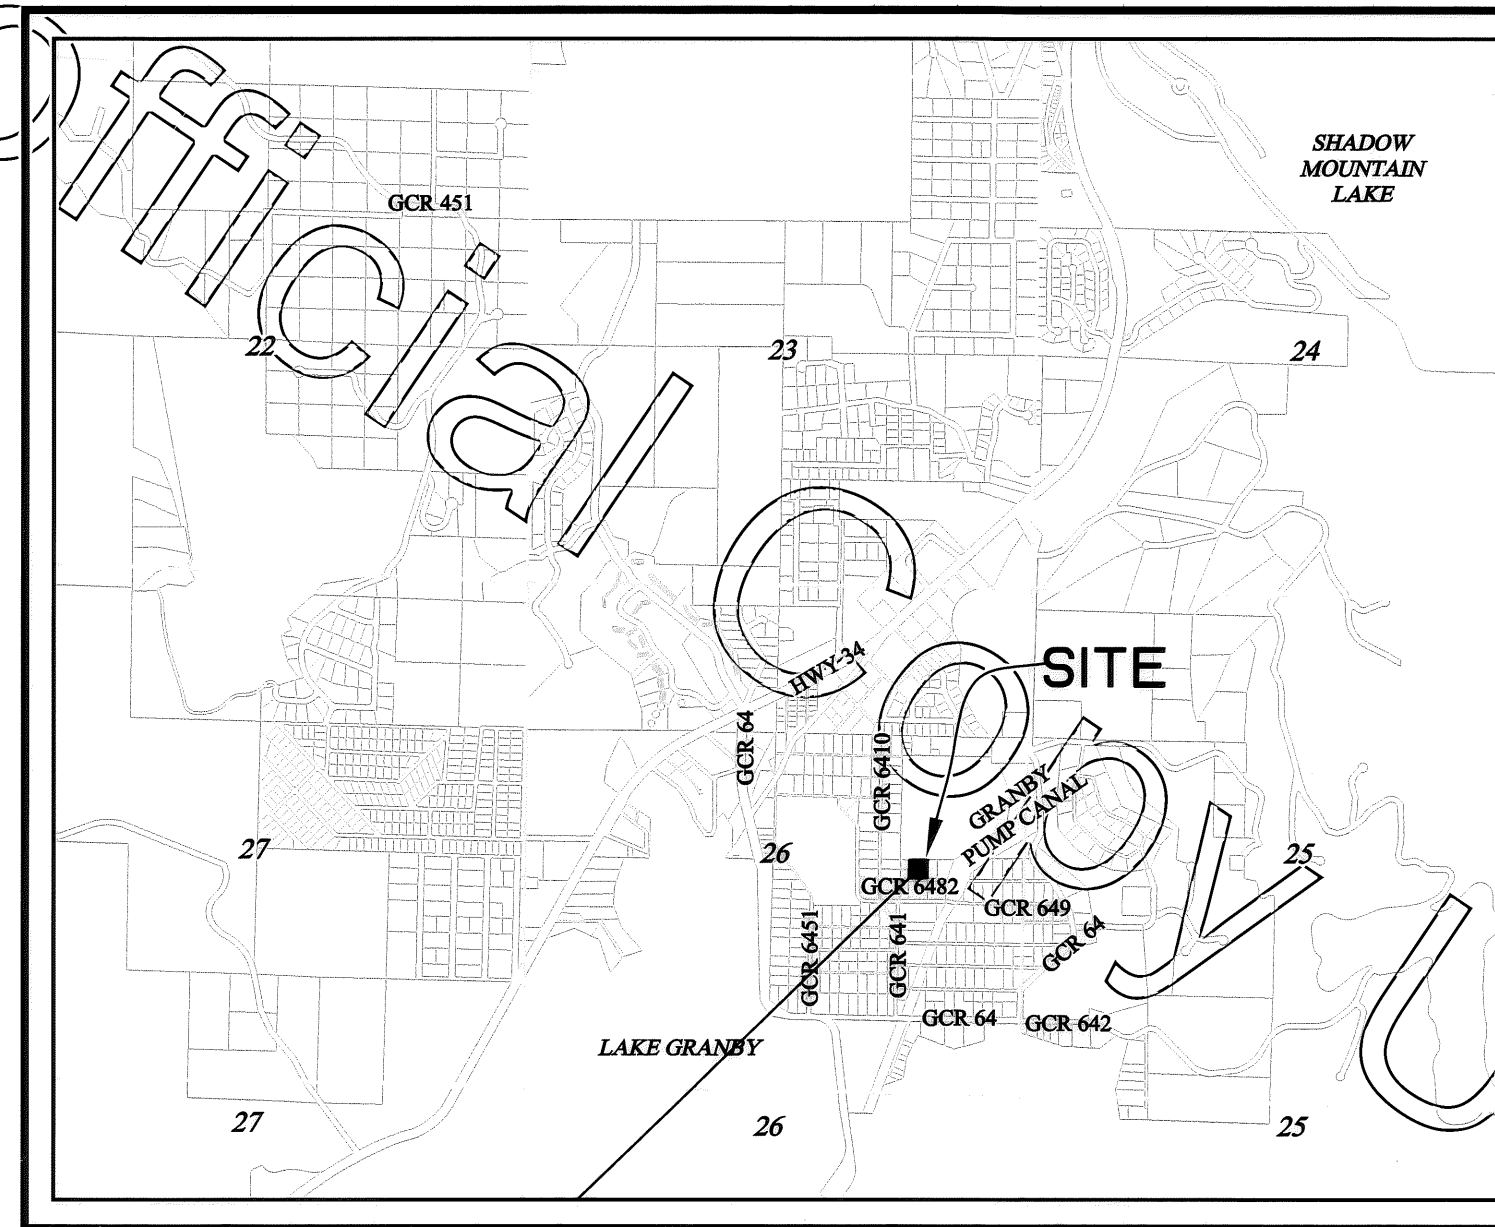 SHADOW
MOUNTAIN
LAKE
GCR 451
22
23
24
HWY-34
SITE
GCR 64
GCR 6410
GRANBY
PUMP CANAL
27
26
25
GCR 6482
GCR 649
GCR 6451
GCR 641
GCR 64
GCR 64
GCR 642
LAKE GRANBY
27
26
25
Official Copy U